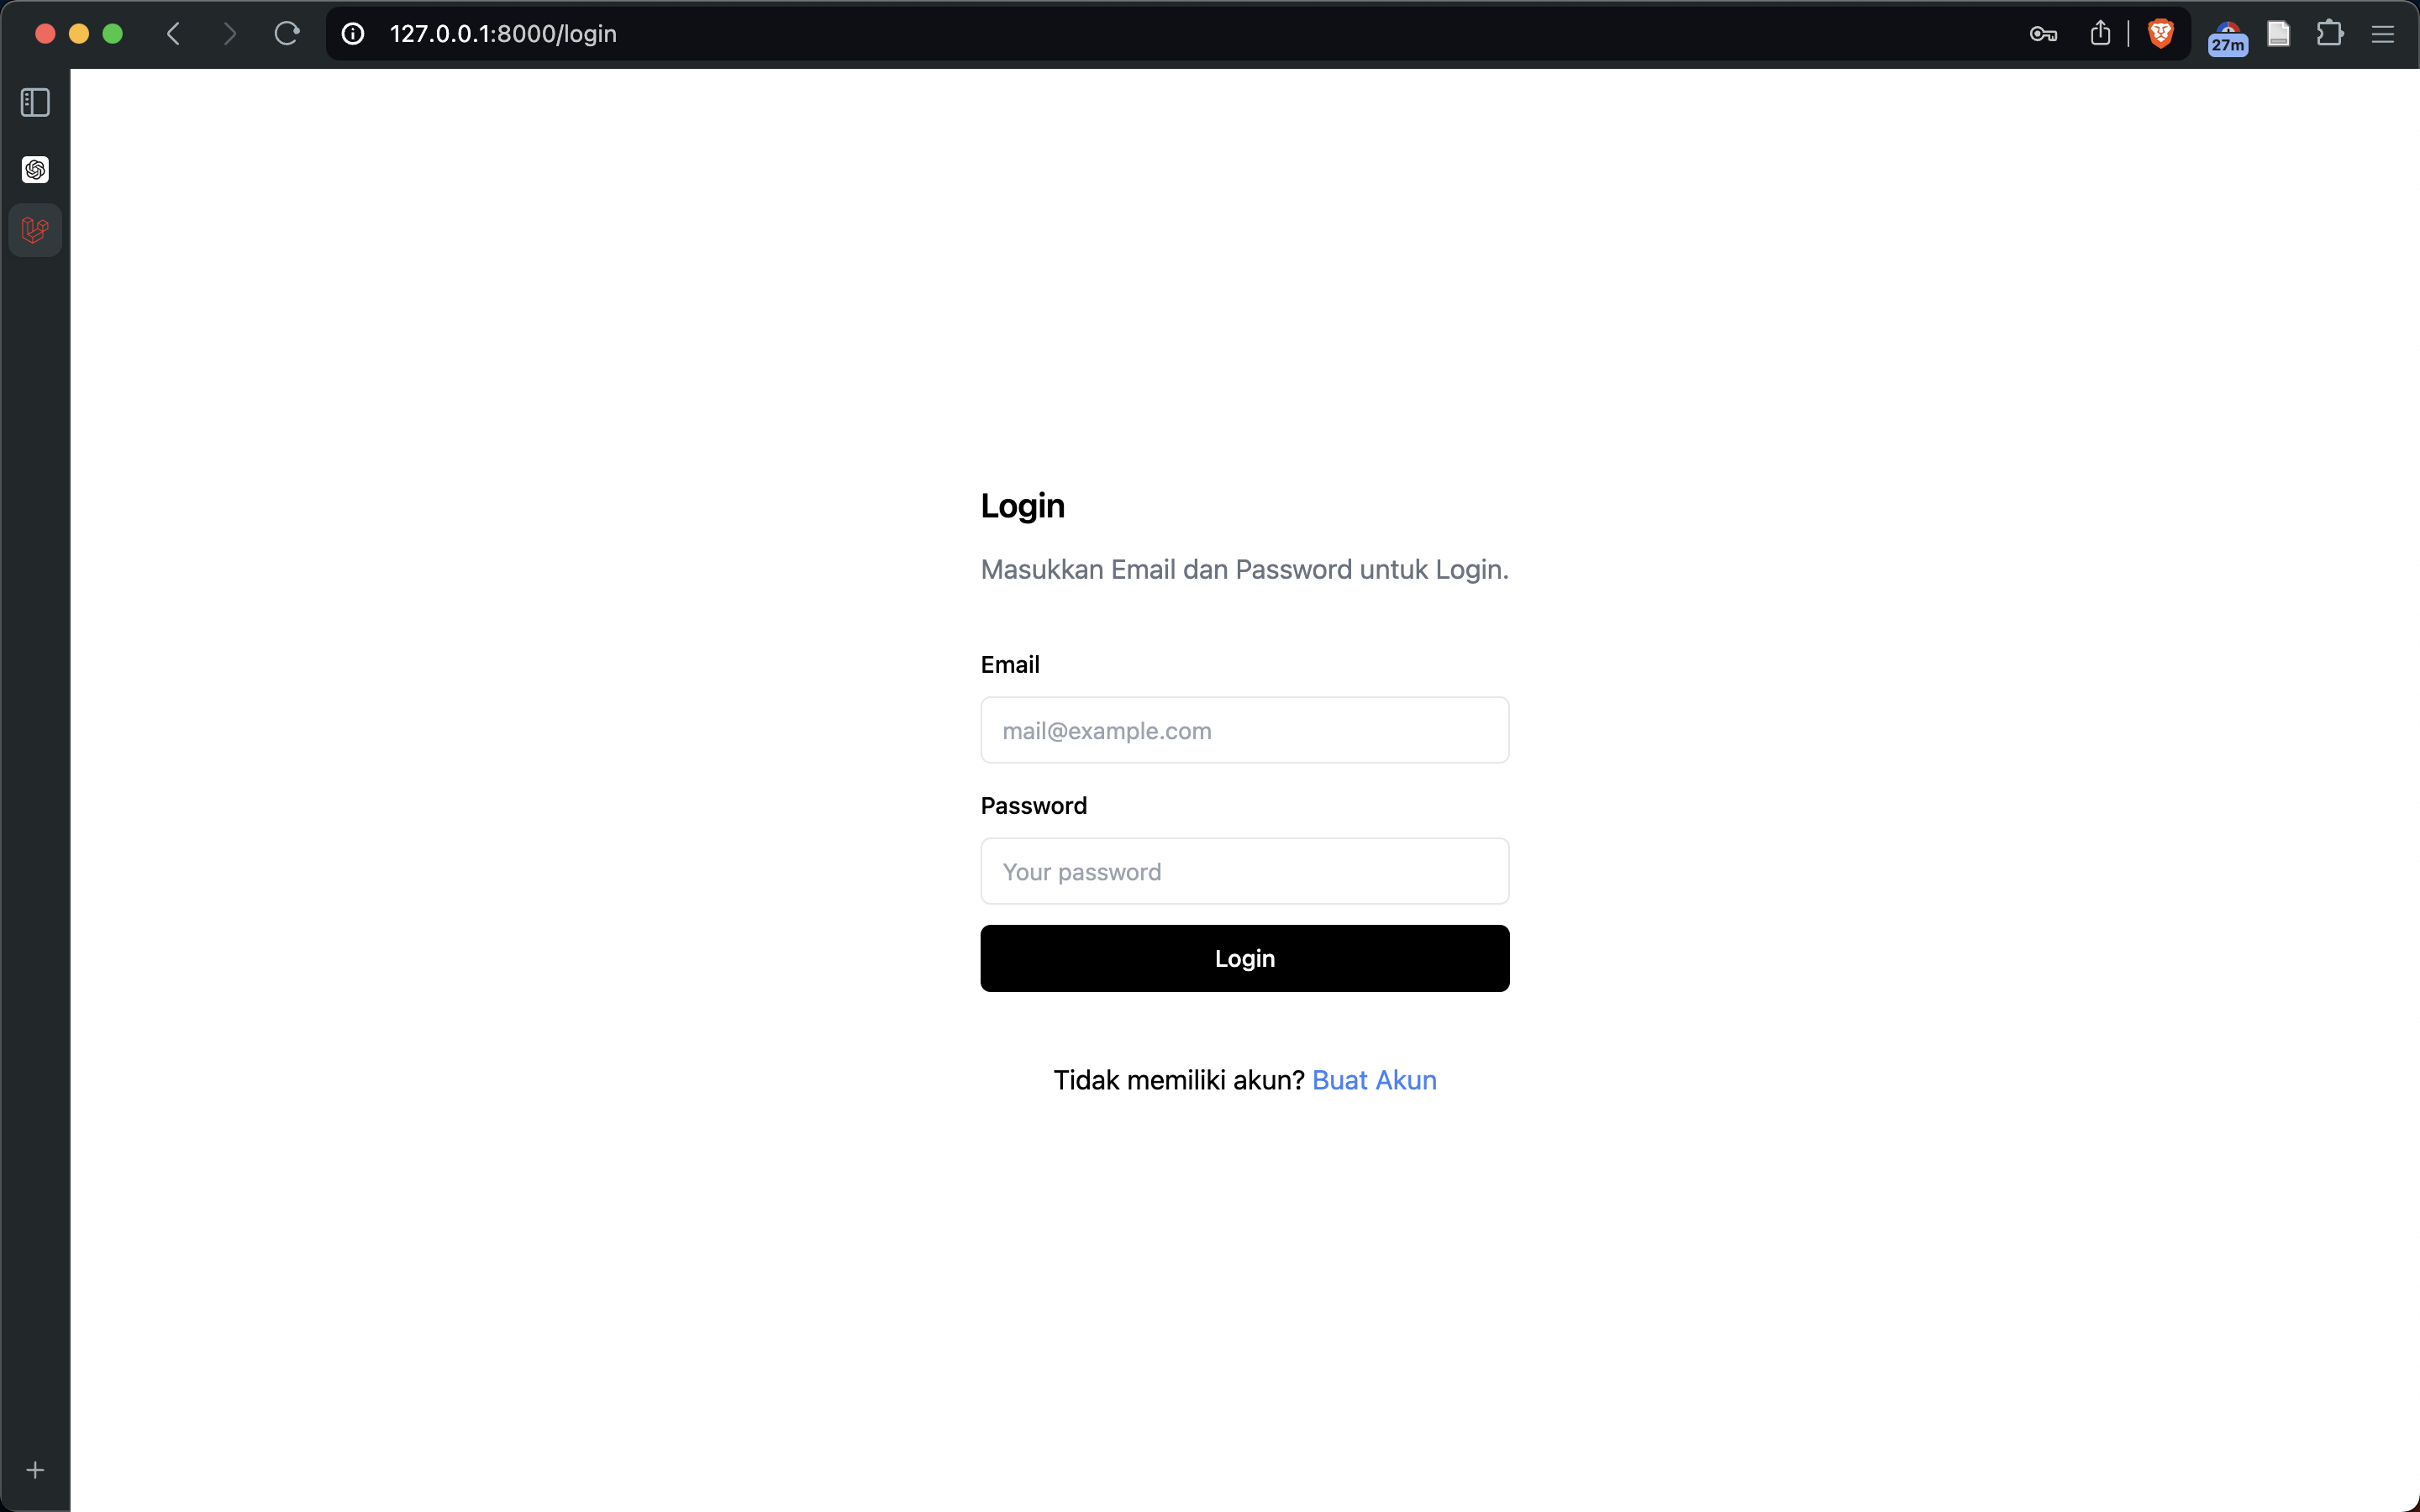 127.0.0.1:8000/login
27m
Login
Masukkan Email dan Password untuk Login.
Email
mail@example.com
Password
Your password
Login
Tidak memiliki akun? Buat Akun